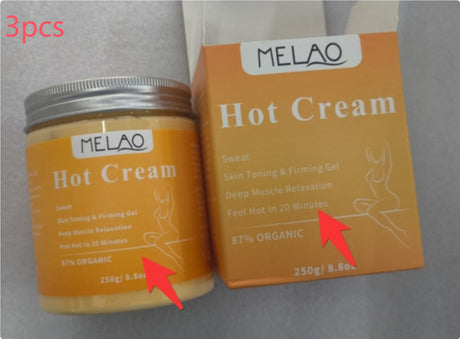 3pcs
MELAO
Hot Cream
Sweat
Skin Toning & Firming Gel
Deep Muscle Relaxation
Feel Hot In 20 Minutes
67% ORGANIC
250g/ 8.8oz
MELAO
Hot Cream
Sweat
Skin Toning & Firming Gel
Deep Muscle Relaxation
Feel Hot In 20 Minutes
87% ORGANIC
250g/ 8.8oz